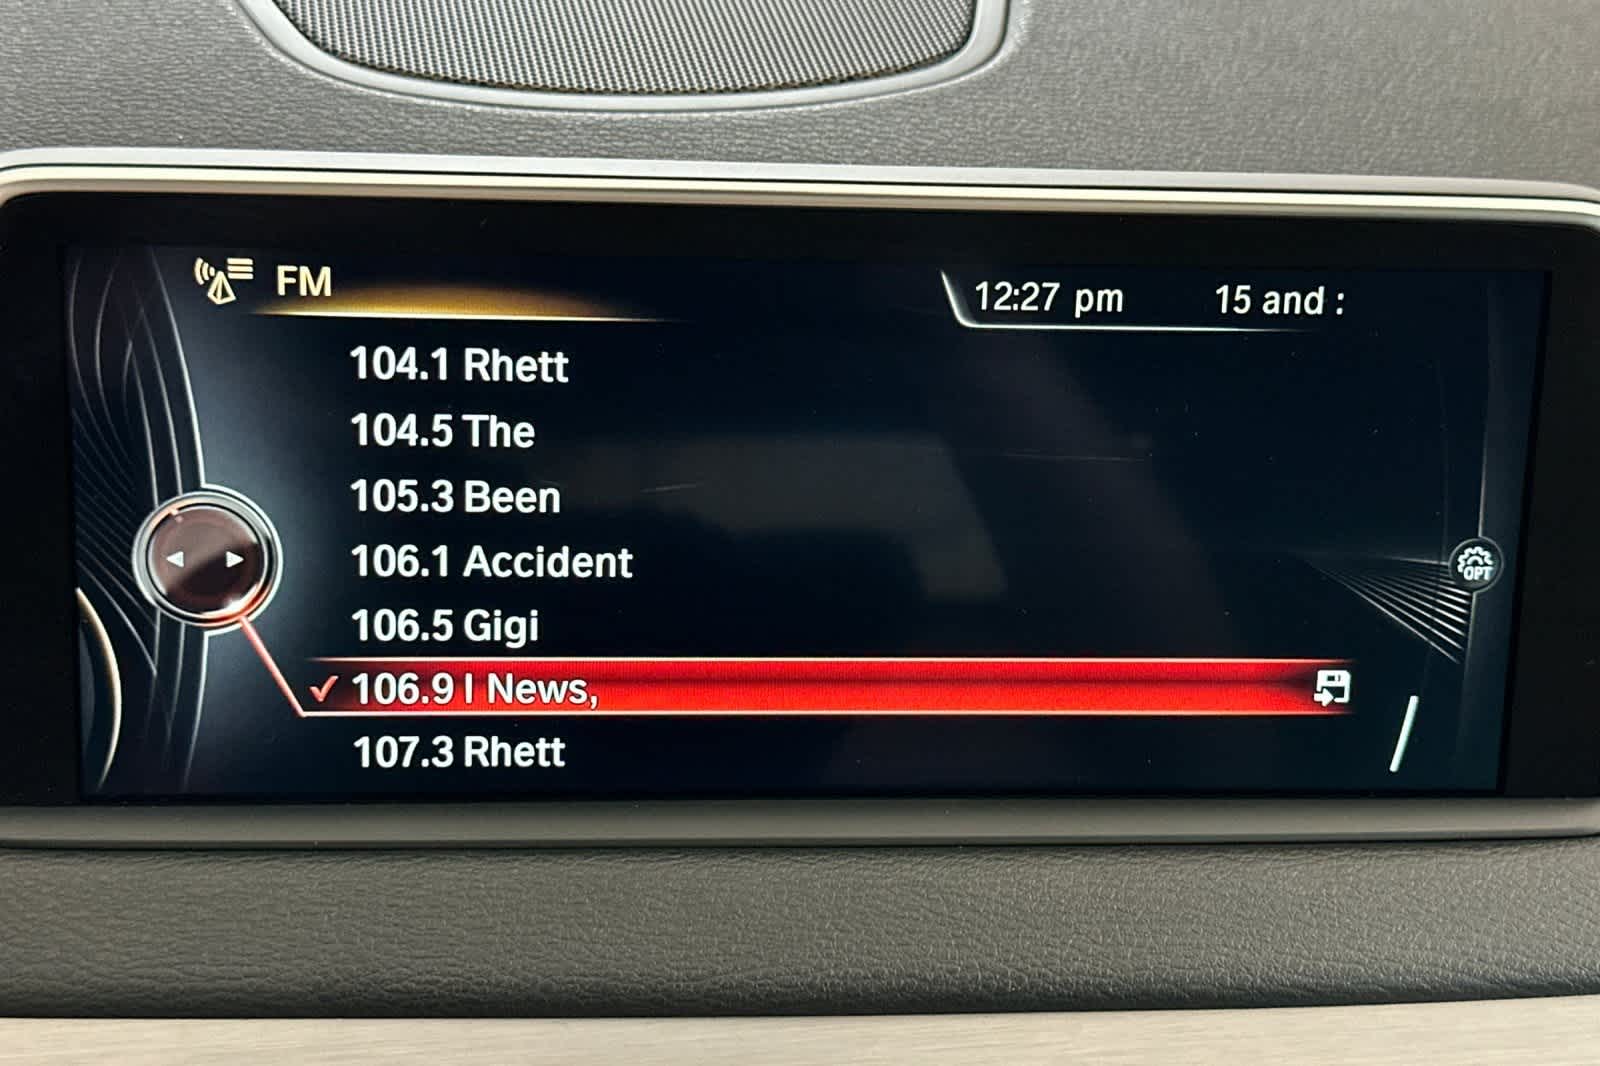 FM
12:27 pm 15 and :
104.1 Rhett
104.5 The
105.3 Been
106.1 Accident
106.5 Gigi
OPT
106.9 I News,
107.3 Rhett